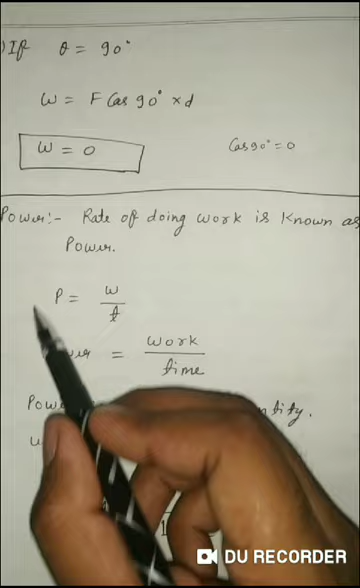 ) If θ = 90°
W = F Cos 90° × d
W = 0
Cos 90° = 0
Power:- Rate of doing work is known as
Power.
P = W / t
= work / time
DU RECORDER